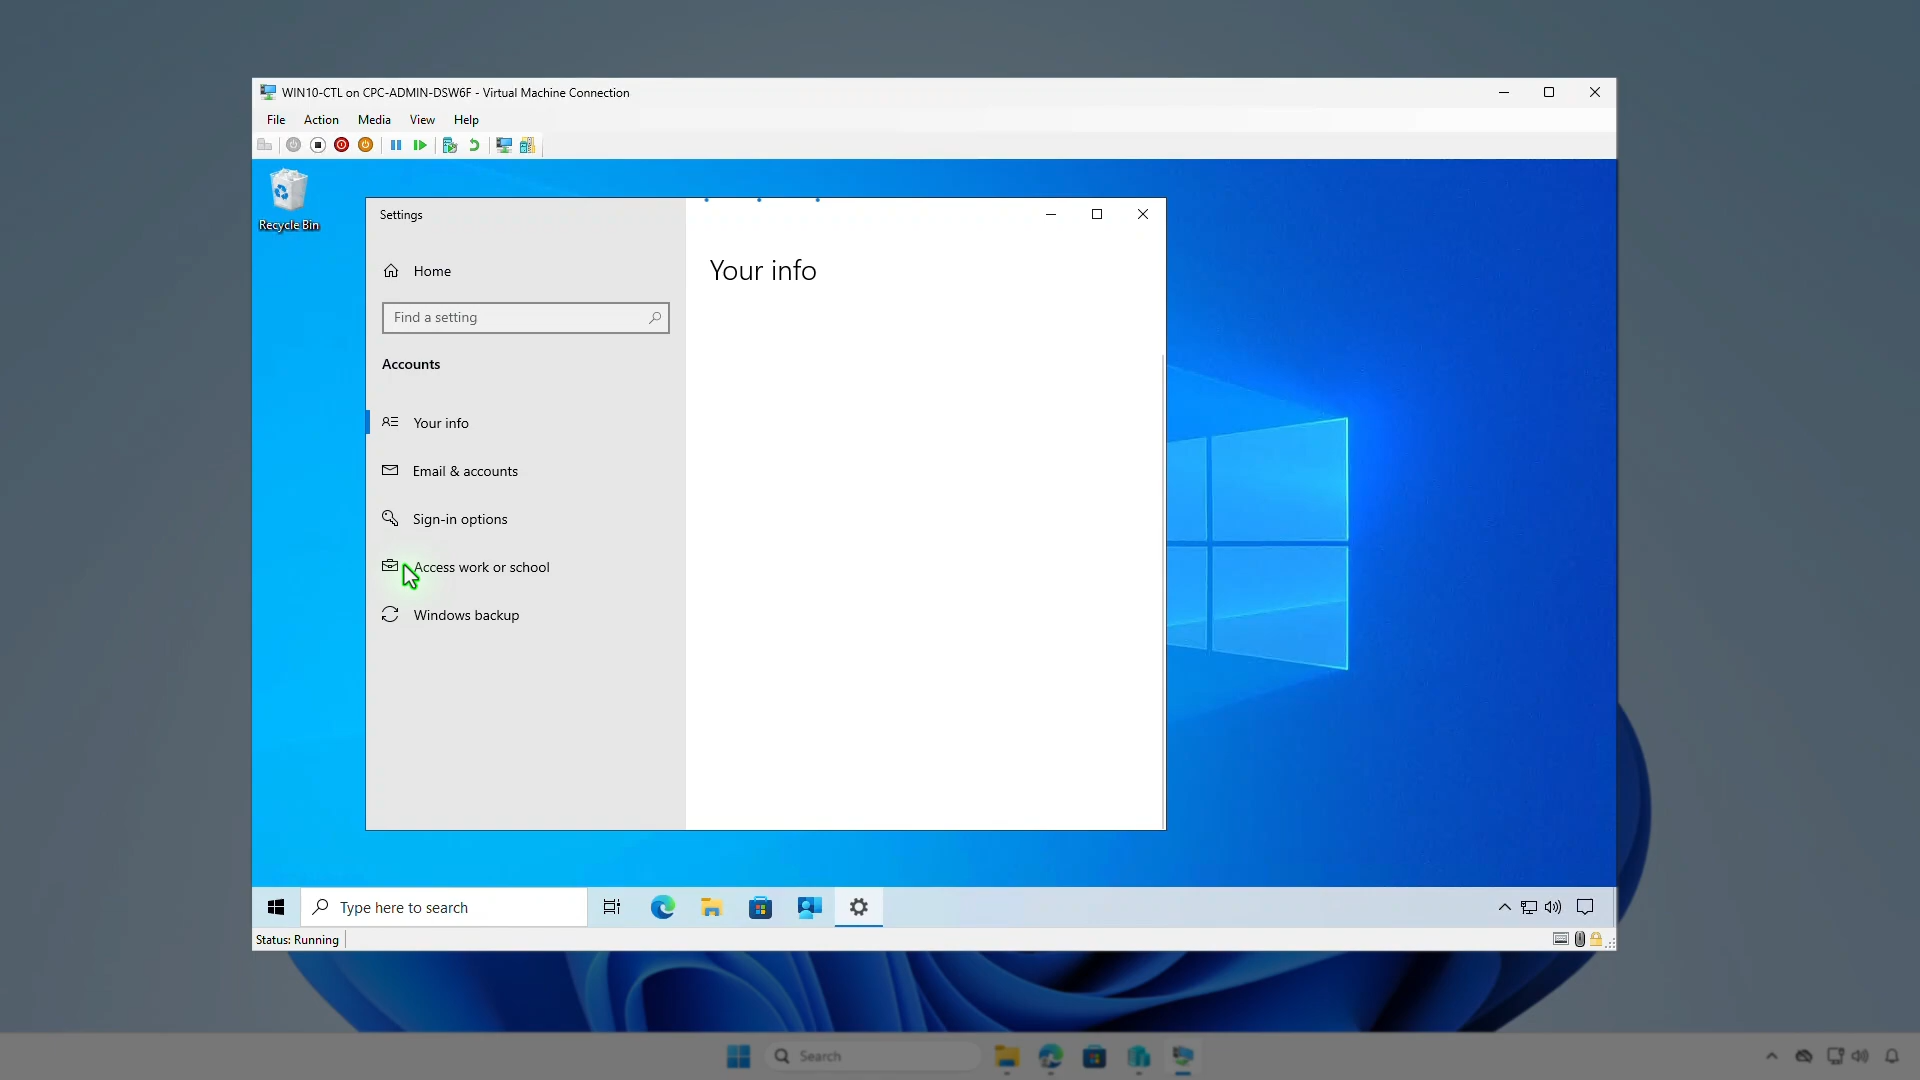 WIN10-CTL on CPC-ADMIN-DSW6F - Virtual Machine Connection
File Action Media View Help
Recycle Bin
Settings
Home
Find a setting
Accounts
Your info
Email & accounts
Sign-in options
Access work or school
Windows backup
Your info
Type here to search
Status: Running
Search